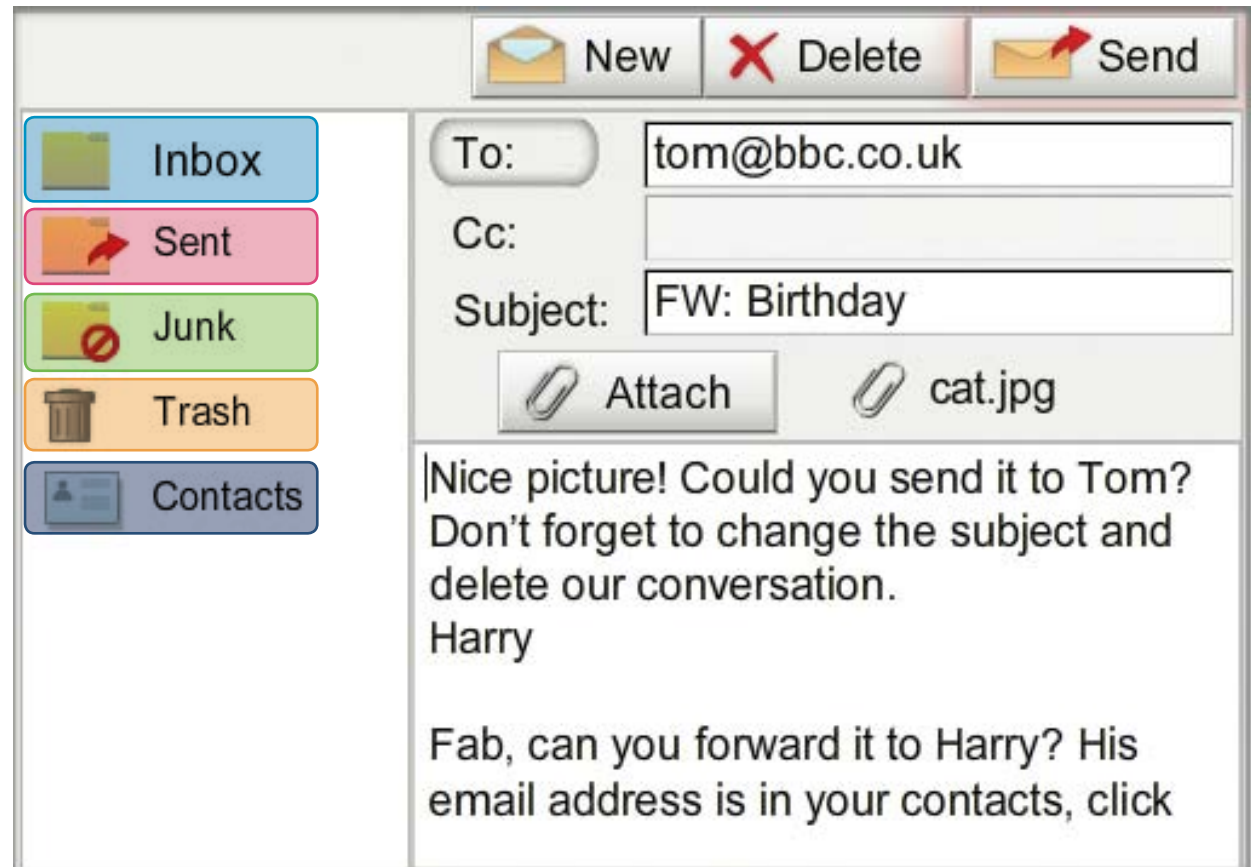 New Delete Send
Inbox
Sent
Junk
Trash
Contacts
To: tom@bbc.co.uk
Cc:
Subject: FW: Birthday
Attach cat.jpg
Nice picture! Could you send it to Tom?
Don't forget to change the subject and
delete our conversation.
Harry
Fab, can you forward it to Harry? His
email address is in your contacts, click